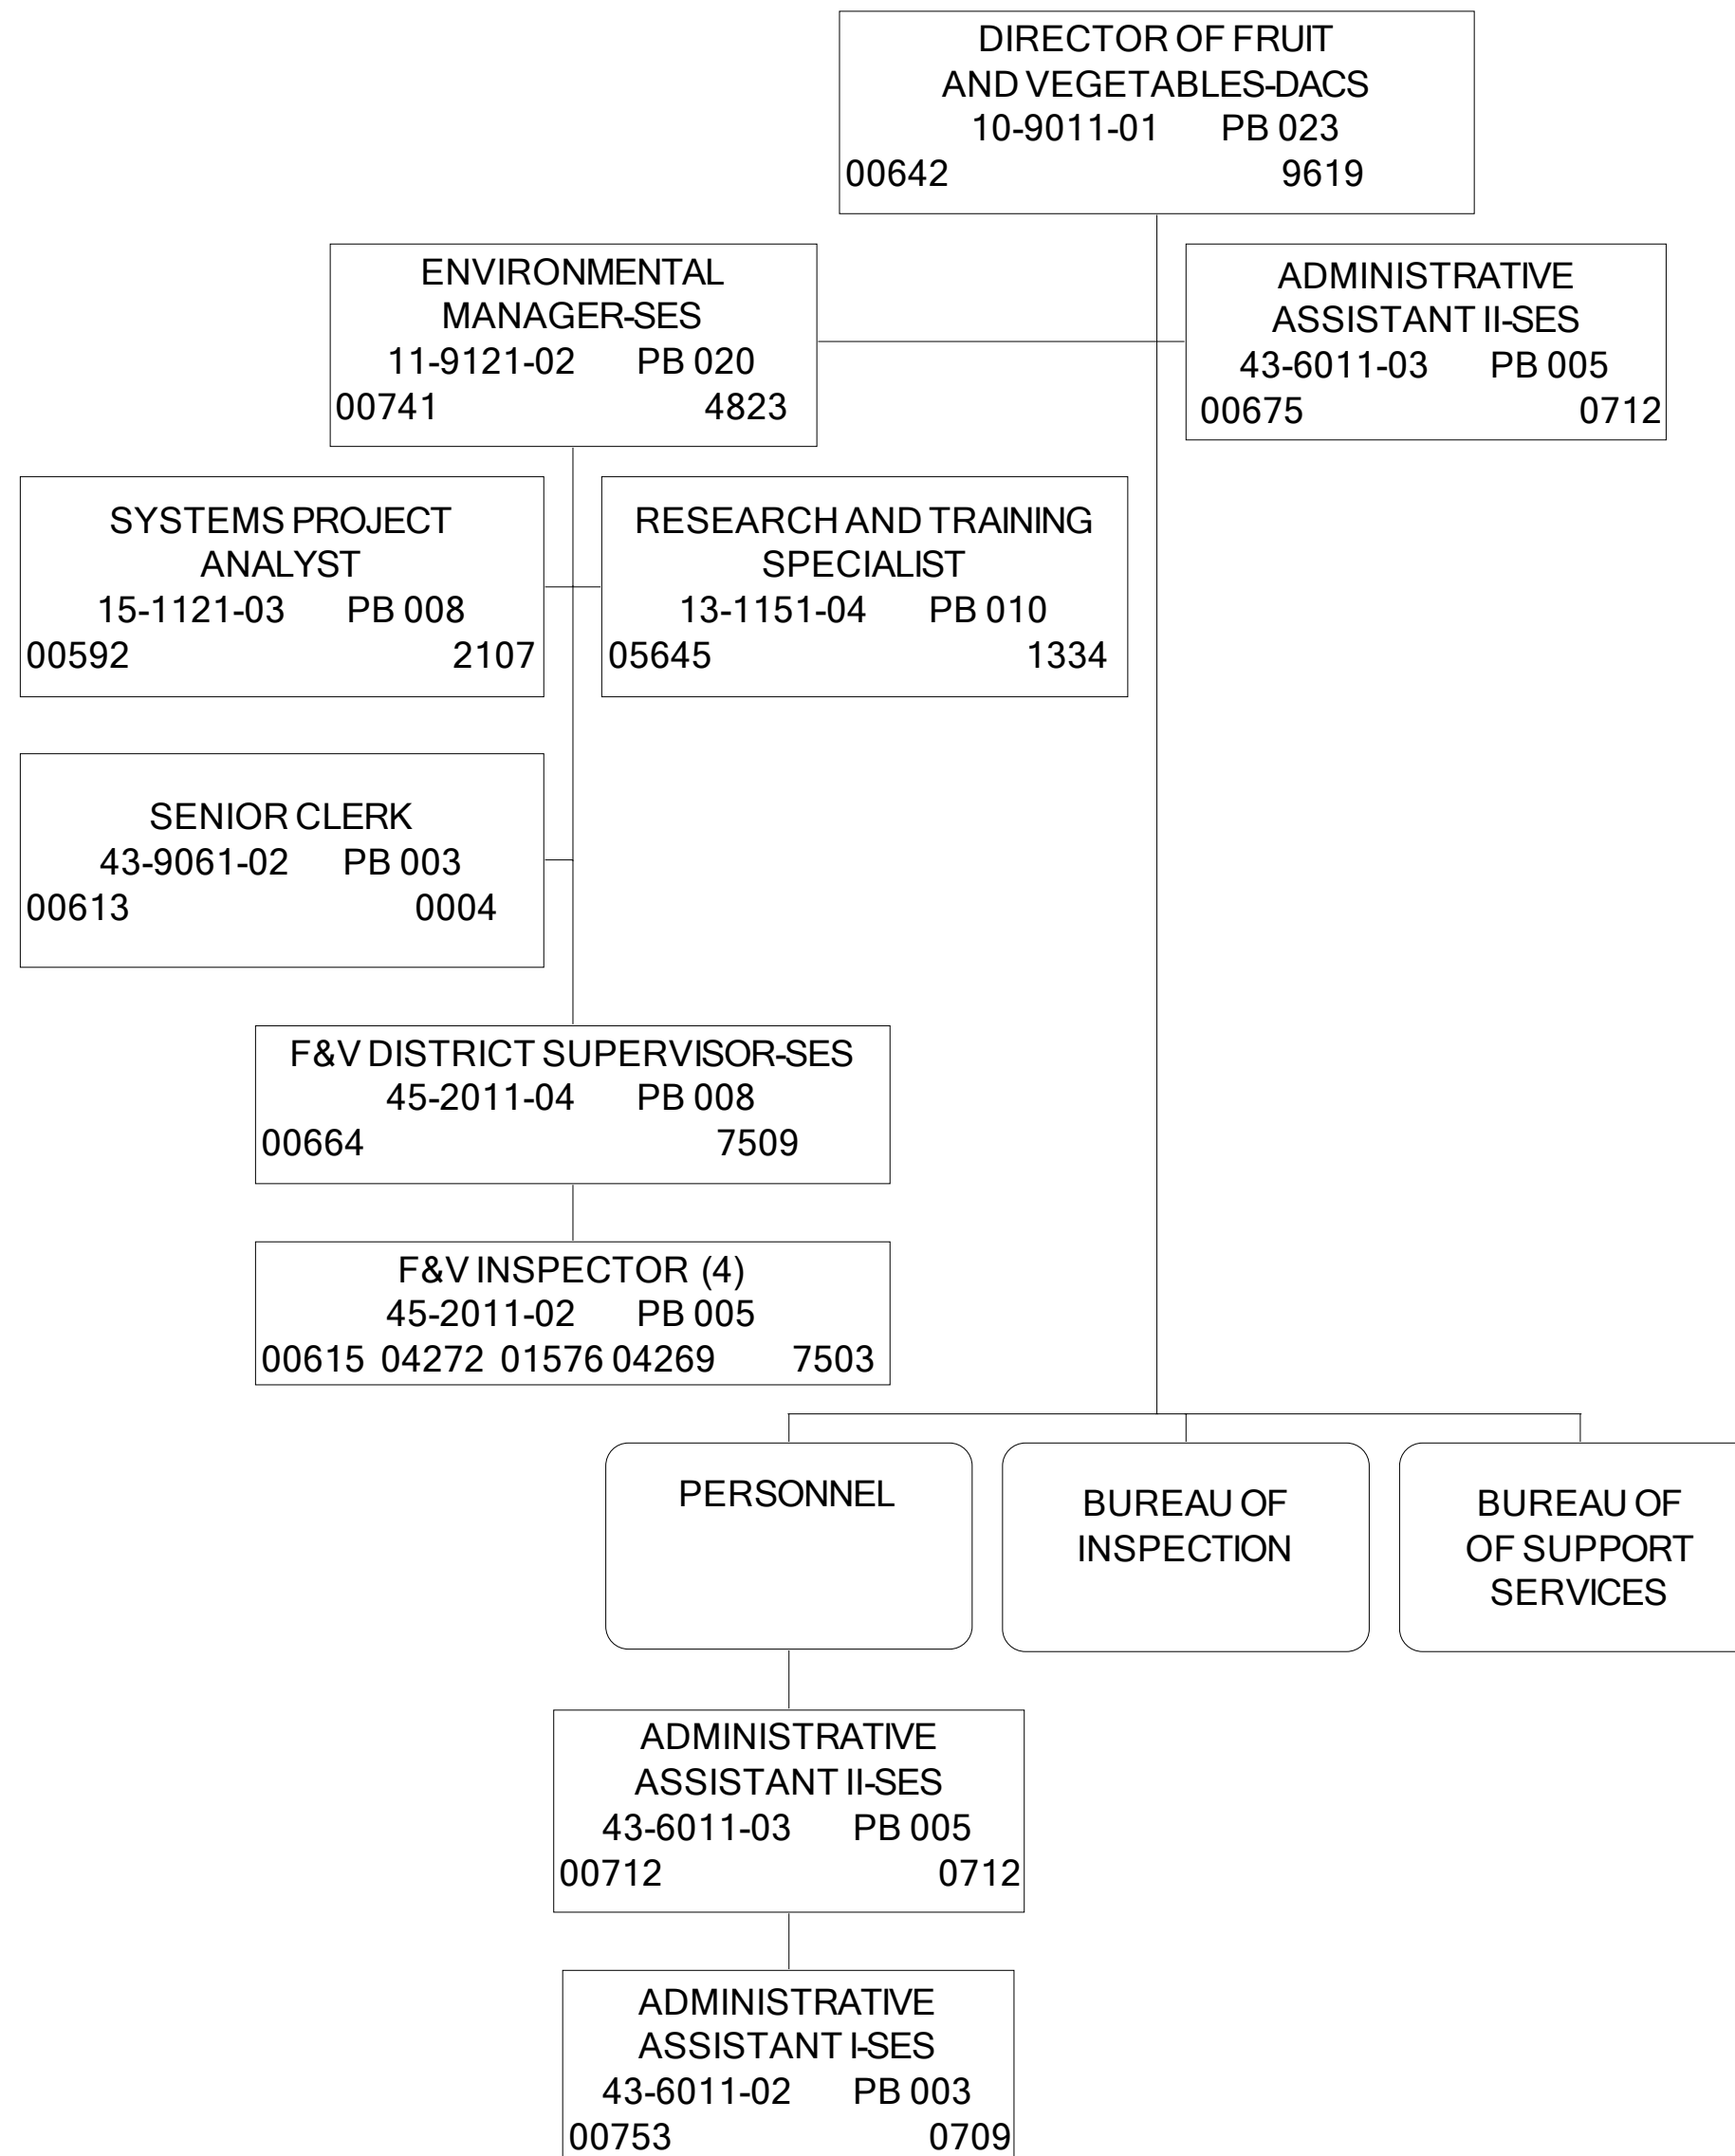 DIRECTOR OF FRUIT
AND VEGETABLES-DACS
10-9011-01 PB 023
00642 9619
ENVIRONMENTAL
MANAGER-SES
11-9121-02 PB 020
00741 4823
ADMINISTRATIVE
ASSISTANT II-SES
43-6011-03 PB 005
00675 0712
SYSTEMS PROJECT
ANALYST
15-1121-03 PB 008
00592 2107
RESEARCH AND TRAINING
SPECIALIST
13-1151-04 PB 010
05645 1334
SENIOR CLERK
43-9061-02 PB 003
00613 0004
F&V DISTRICT SUPERVISOR-SES
45-2011-04 PB 008
00664 7509
F&V INSPECTOR (4)
45-2011-02 PB 005
00615 04272 01576 04269 7503
PERSONNEL
BUREAU OF
INSPECTION
BUREAU OF
OF SUPPORT
SERVICES
ADMINISTRATIVE
ASSISTANT II-SES
43-6011-03 PB 005
00712 0712
ADMINISTRATIVE
ASSISTANT I-SES
43-6011-02 PB 003
00753 0709